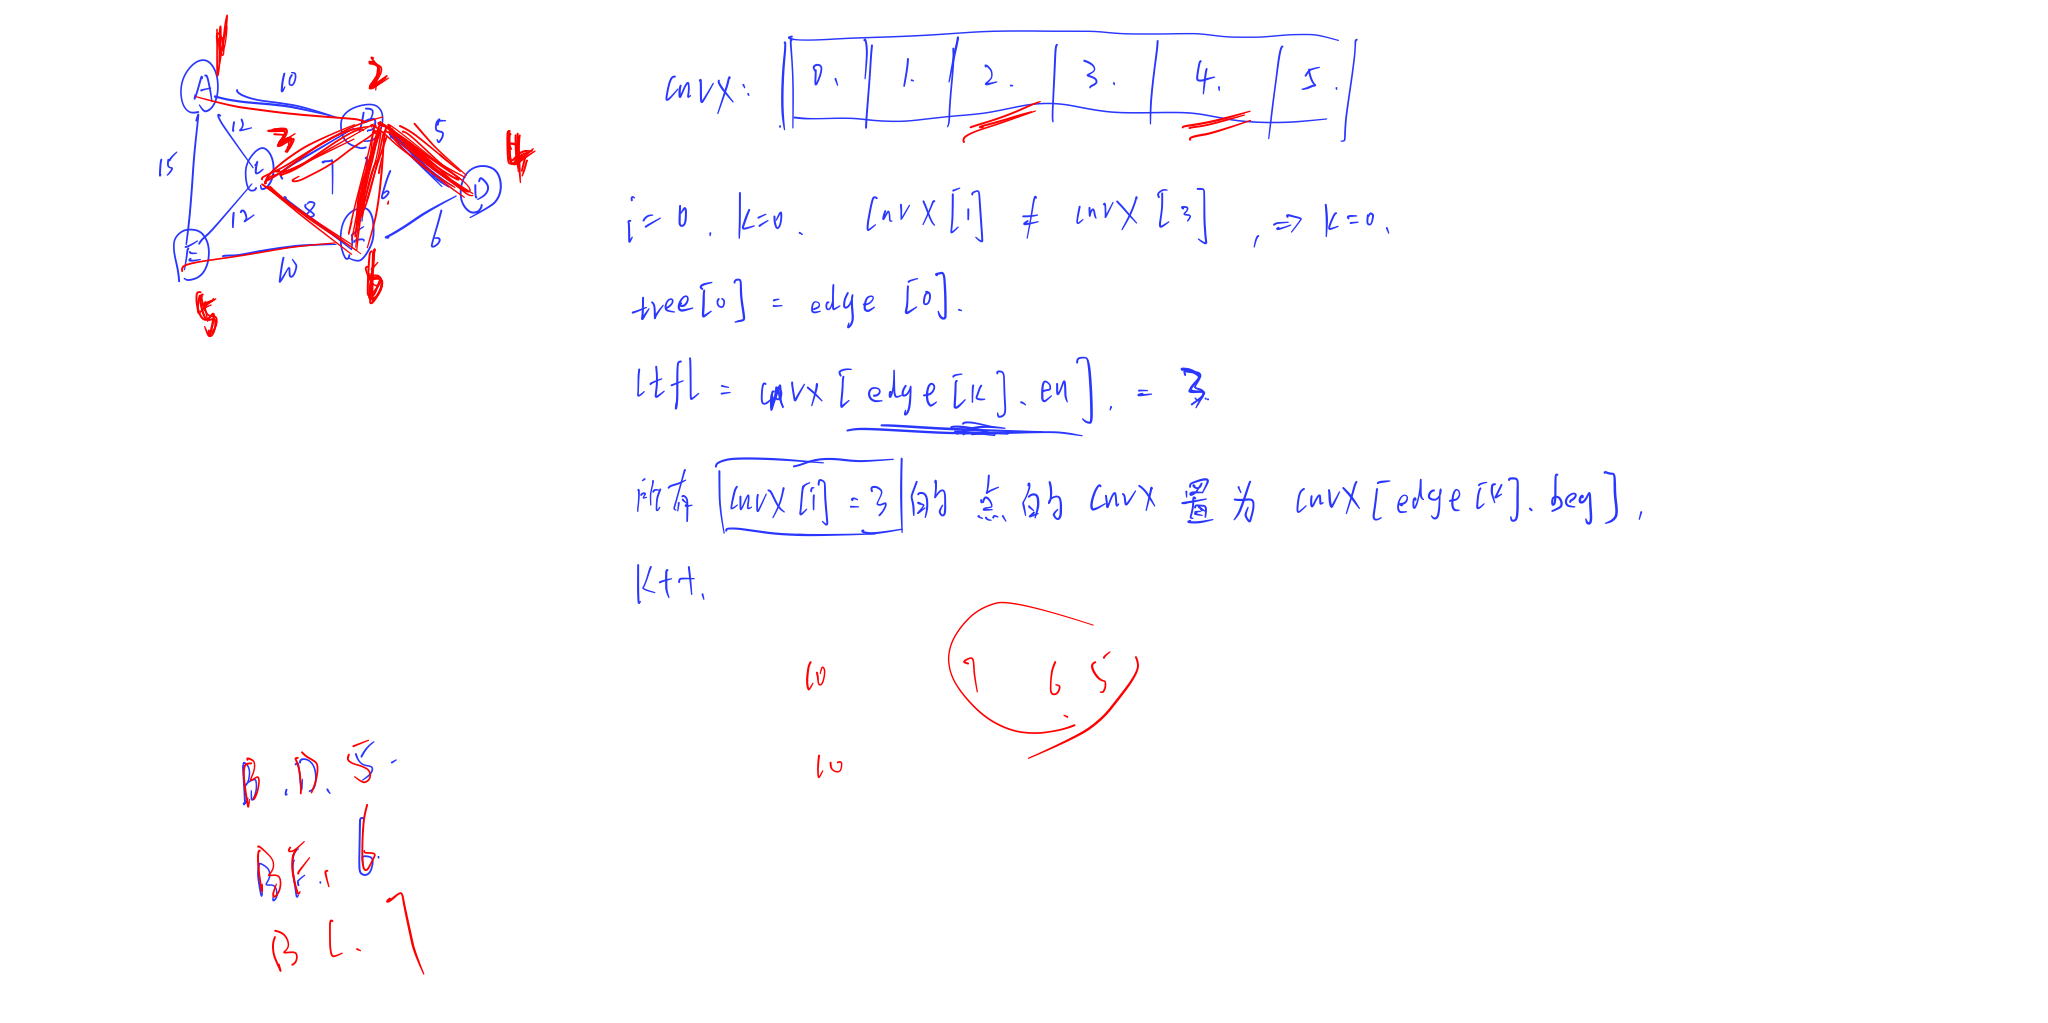 A 10 B 5 D
12 3 2 4
15 C 7 6
12 8 6
E 10 F
5 6
cnvx: 0. 1. 2. 3. 4. 5.
i=0. k=0. cnvx[1] ≠ cnvx[3], ⇒ k=0.
tree[0] = edge [0].
ltfl = cnvx[edge[k].en]. = 3.
所有 cnvx[i]=3 的点的 cnvx 置为 cnvx[edge[k].beg],
k++.
10 7 6 5
10
B.D. 5.
BF. 6.
B C. 7